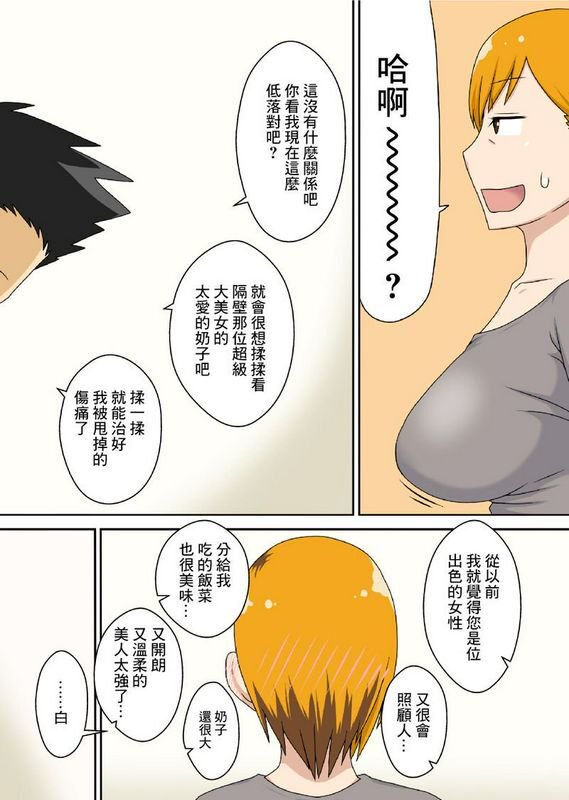 哈啊~~~~~~?
這沒有什麼關係吧
你看我現在這麼
低落對吧?
就會很想揉揉看
隔壁那位超級
大美女的
太愛的奶子吧
揉一揉
就能治好
我被甩掉的
傷痛了
從以前
我就覺得您是位
出色的女性
又很會
照顧人…
分給我
吃的飯菜
也很美味…
奶子
還很大
又開朗
又溫柔的
美人太強了…
……白